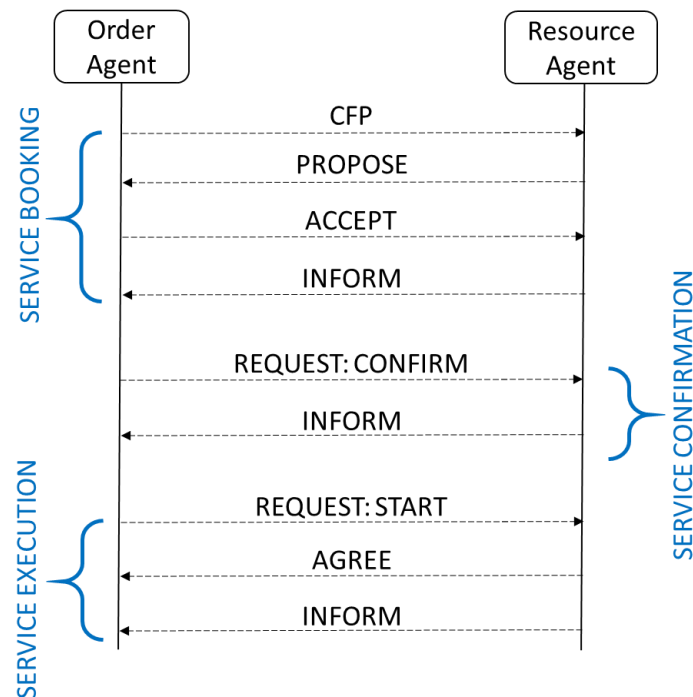 Order
Agent
Resource
Agent
CFP
PROPOSE
ACCEPT
INFORM
SERVICE BOOKING
REQUEST: CONFIRM
INFORM
SERVICE CONFIRMATION
REQUEST: START
AGREE
INFORM
SERVICE EXECUTION